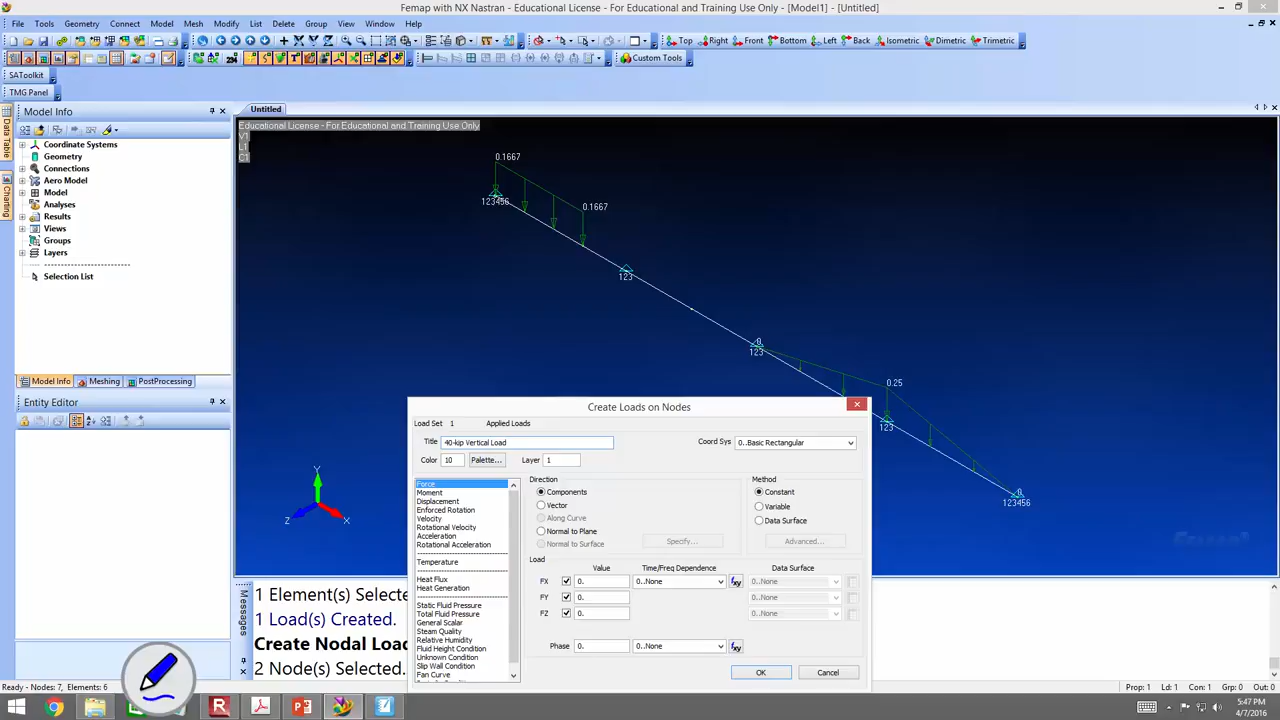 Femap with NX Nastran - Educational License - For Educational and Training Use Only - [Model1] - [Untitled]
File Tools Geometry Connect Model Mesh Modify List Delete Group View Window Help
234 Top Right Front Bottom Left Back Isometric Dimetric Trimetric
Custom Tools
SAToolkit
TMG Panel
Model Info
Untitled
Data Table
Charting
Educational License - For Educational and Training Use Only
V1
L1
C1
Coordinate Systems
Geometry
Connections
Aero Model
Model
Analyses
Results
Views
Groups
Layers
Selection List
0.1667
123456
0.1667
123
0.
123
0.25
123
0.
123456
Y
Z
X
Model Info Meshing PostProcessing
Entity Editor
Create Loads on Nodes
Load Set 1 Applied Loads
Title 40-kip Vertical Load Coord Sys 0..Basic Rectangular
Color 10 Palette... Layer 1
Force
Moment
Displacement
Enforced Rotation
Velocity
Rotational Velocity
Acceleration
Rotational Acceleration
Temperature
Heat Flux
Heat Generation
Static Fluid Pressure
Total Fluid Pressure
General Scalar
Steam Quality
Relative Humidity
Fluid Height Condition
Unknown Condition
Slip Wall Condition
Fan Curve
Direction
Components
Vector
Along Curve
Normal to Plane
Normal to Surface
Specify...
Method
Constant
Variable
Data Surface
Advanced...
Load
Value Time/Freq Dependence Data Surface
FX 0. 0..None 0..None
FY 0. 0..None
FZ 0. 0..None
Phase 0. 0..None
OK Cancel
Messages
1 Element(s) Selecte
1 Load(s) Created.
Create Nodal Load
2 Node(s) Selected.
Ready - Nodes: 7, Elements: 6
Prop: 1 Ld: 1 Con: 1 Grp: 0 Out: 0
5:47 PM
4/7/2016